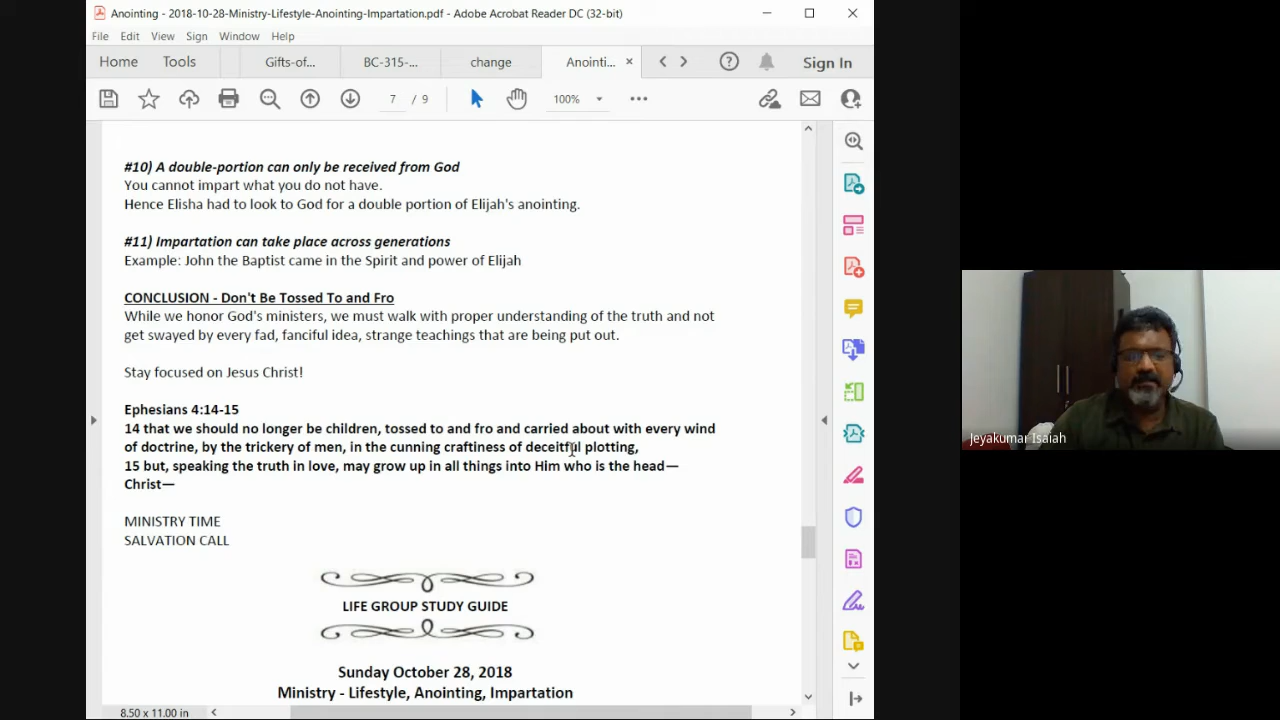 Anointing - 2018-10-28-Ministry-Lifestyle-Anointing-Impartation.pdf - Adobe Acrobat Reader DC (32-bit)
File Edit View Sign Window Help
Home Tools Gifts-of... BC-315-... change Anointi... × Sign In
7 / 9 100%
#10) A double-portion can only be received from God
You cannot impart what you do not have.
Hence Elisha had to look to God for a double portion of Elijah's anointing.
#11) Impartation can take place across generations
Example: John the Baptist came in the Spirit and power of Elijah
CONCLUSION - Don't Be Tossed To and Fro
While we honor God's ministers, we must walk with proper understanding of the truth and not
get swayed by every fad, fanciful idea, strange teachings that are being put out.
Stay focused on Jesus Christ!
Ephesians 4:14-15
14 that we should no longer be children, tossed to and fro and carried about with every wind
of doctrine, by the trickery of men, in the cunning craftiness of deceitful plotting,
15 but, speaking the truth in love, may grow up in all things into Him who is the head—
Christ—
MINISTRY TIME
SALVATION CALL
LIFE GROUP STUDY GUIDE
Sunday October 28, 2018
Ministry - Lifestyle, Anointing, Impartation
8.50 x 11.00 in
Jeyakumar Isaiah